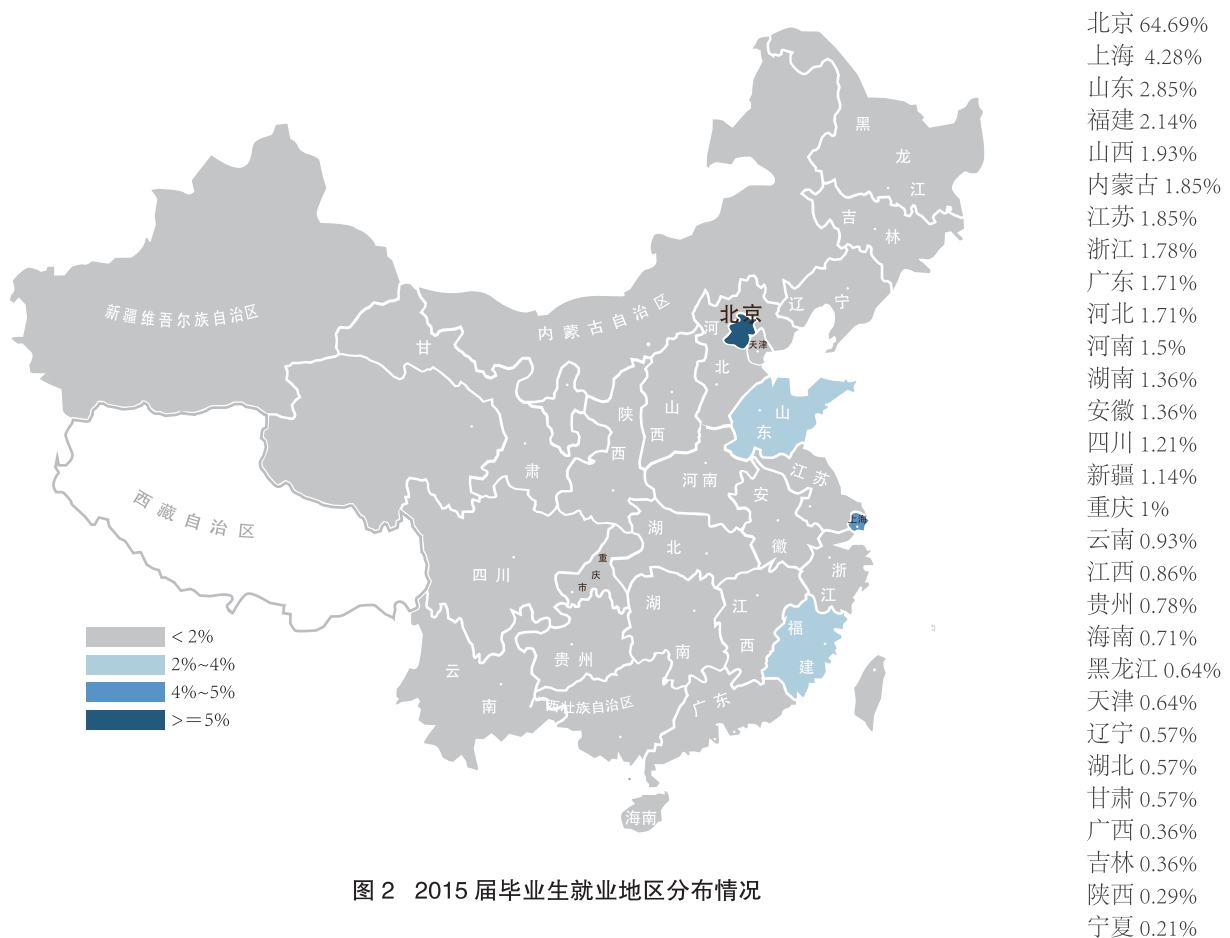 黑
龙
江
吉
林
新疆维吾尔族自治区
内蒙古自治区
辽宁
北京
河
天津
甘
北
陕
山
山
西
东
西
肃
河南
江苏
安
西藏自治区
上海
湖
北
徽
重
庆
市
四川
浙
江
湖
江
福
西
南
建
贵州
云
南
西壮族自治区
广东
海南
< 2%
2%~4%
4%~5%
>=5%
北京 64.69%
上海 4.28%
山东 2.85%
福建 2.14%
山西 1.93%
内蒙古 1.85%
江苏 1.85%
浙江 1.78%
广东 1.71%
河北 1.71%
河南 1.5%
湖南 1.36%
安徽 1.36%
四川 1.21%
新疆 1.14%
重庆 1%
云南 0.93%
江西 0.86%
贵州 0.78%
海南 0.71%
黑龙江 0.64%
天津 0.64%
辽宁 0.57%
湖北 0.57%
甘肃 0.57%
广西 0.36%
吉林 0.36%
陕西 0.29%
宁夏 0.21%
图 2 2015 届毕业生就业地区分布情况